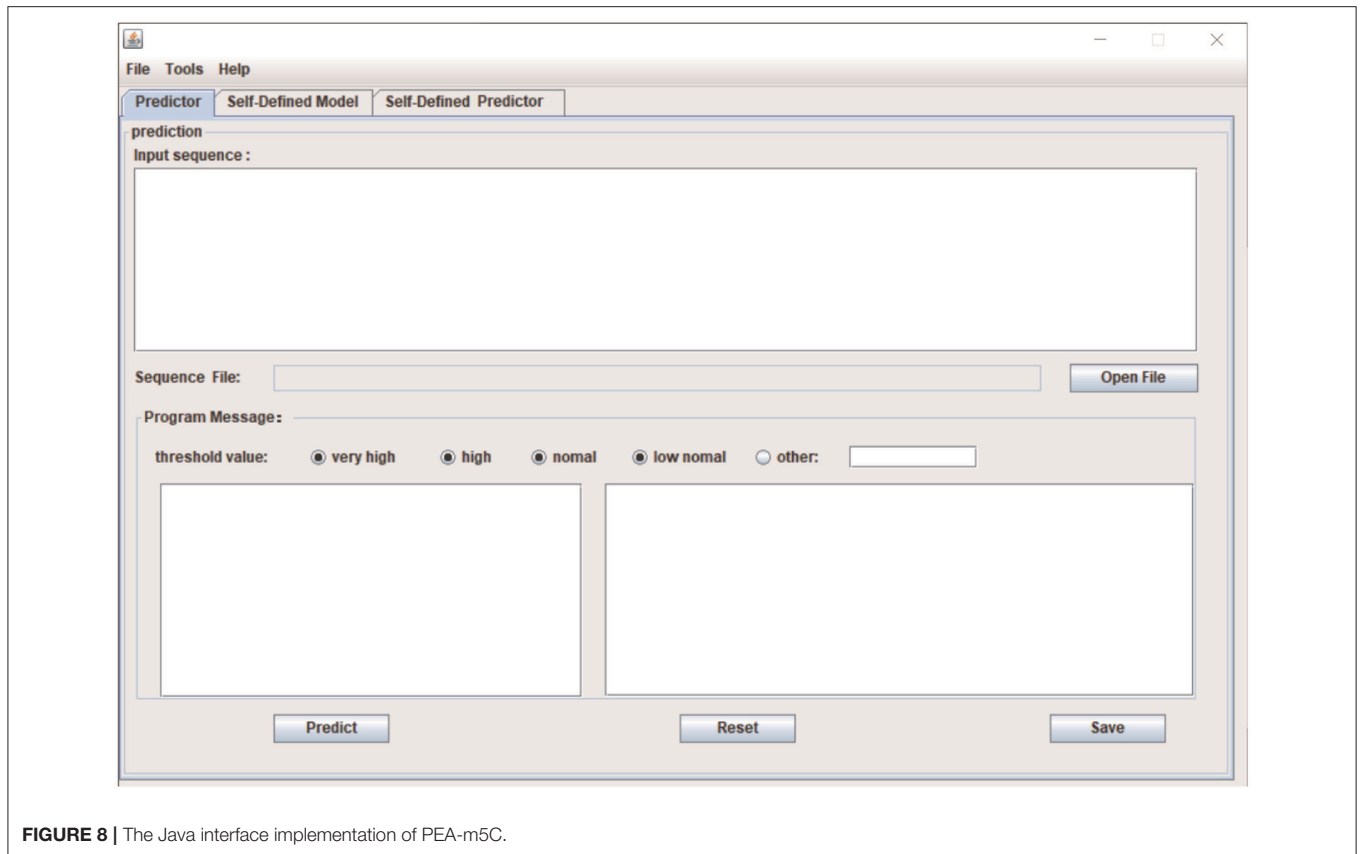 File Tools Help
Predictor Self-Defined Model Self-Defined Predictor
prediction
Input sequence :
Sequence File: Open File
Program Message:
threshold value: very high high nomal low nomal other:
Predict Reset Save
FIGURE 8 | The Java interface implementation of PEA-m5C.